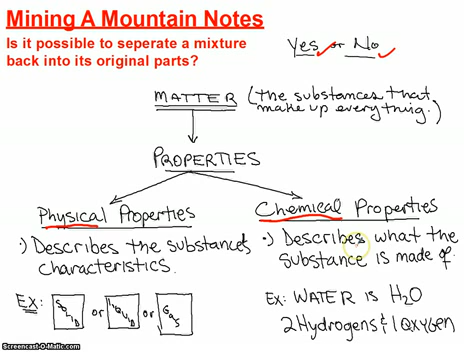 Mining A Mountain Notes
Is it possible to seperate a mixture
back into its original parts?
Yes or No
MATTER (the substances that
make up everything.)
PROPERTIES
Physical Properties
·) Describes the substances
characteristics.
Ex: SOLID or LIQUID or GAS
Chemical Properties
·) Describes what the
substance is made of.
Ex: WATER is H2O
2 Hydrogens & 1 OXYGEN
Screencast-O-Matic.com